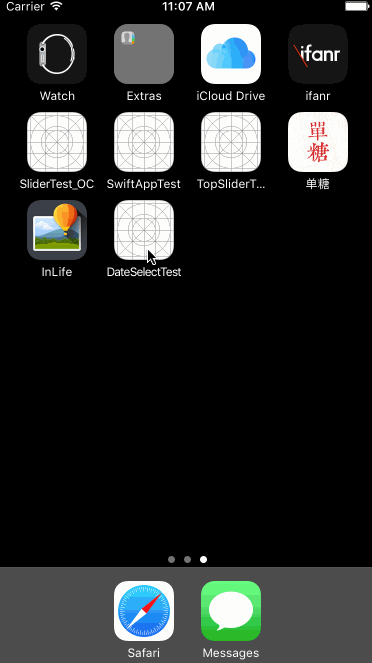 Carrier 11:07 AM
Watch Extras iCloud Drive ifanr
ifanr
單糖
SliderTest_OC SwiftAppTest TopSliderT... 单糖
InLife DateSelectTest
Safari Messages